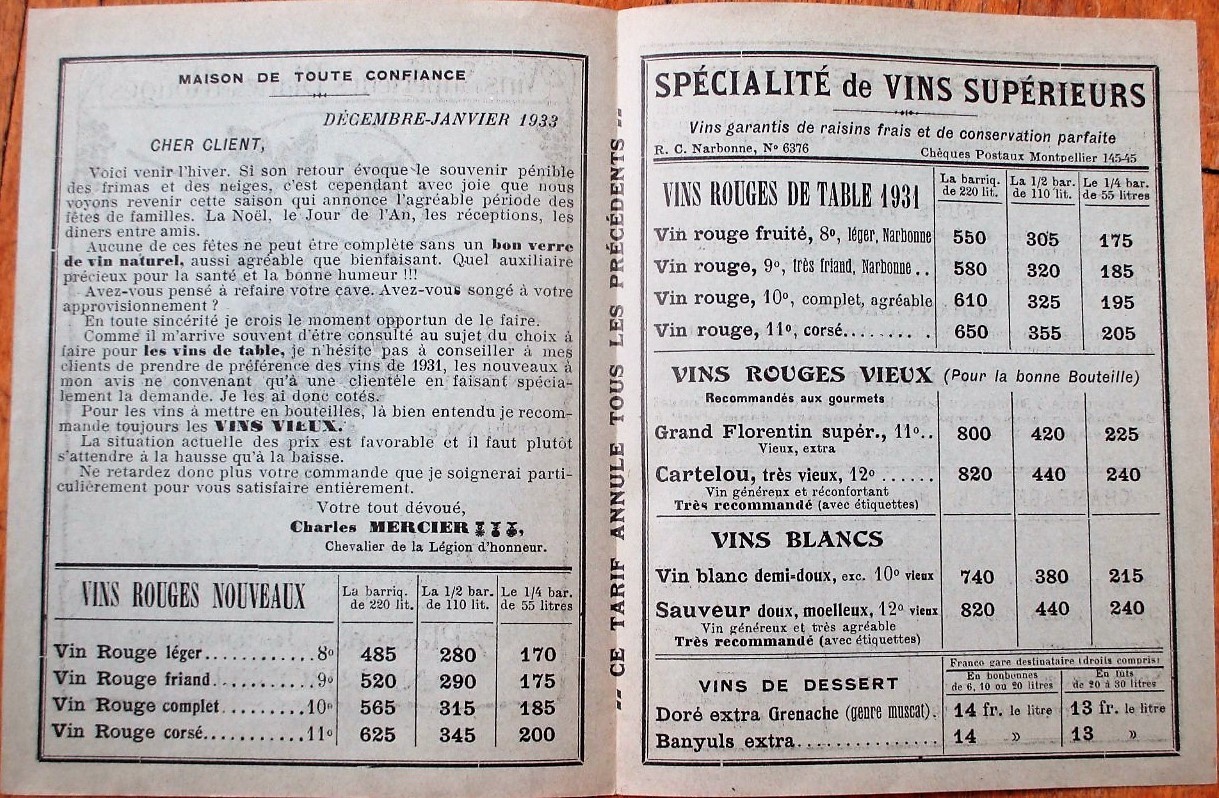 MAISON DE TOUTE CONFIANCE
DÉCEMBRE-JANVIER 1933
CHER CLIENT,
Voici venir l'hiver. Si son retour évoque le souvenir pénible
des frimas et des neiges, c'est cependant avec joie que nous
voyons revenir cette saison qui annonce l'agréable période des
fêtes de familles. La Noël, le Jour de l'An, les réceptions, les
diners entre amis.
Aucune de ces fêtes ne peut être complète sans un bon verre
de vin naturel, aussi agréable que bienfaisant. Quel auxiliaire
précieux pour la santé et la bonne humeur !!!
Avez-vous pensé à refaire votre cave. Avez-vous songé à votre
approvisionnement ?
En toute sincérité je crois le moment opportun de le faire.
Comme il m'arrive souvent d'être consulté au sujet du choix à
faire pour les vins de table, je n'hésite pas à conseiller à mes
clients de prendre de préférence des vins de 1931, les nouveaux à
mon avis ne convenant qu'à une clientèle en faisant spécia-
lement la demande. Je les ai donc cotés.
Pour les vins à mettre en bouteilles, là bien entendu je recom-
mande toujours les VINS VIEUX.
La situation actuelle des prix est favorable et il faut plutôt
s'attendre à la hausse qu'à la baisse.
Ne retardez donc plus votre commande que je soignerai parti-
culièrement pour vous satisfaire entièrement.
Votre tout dévoué,
Charles MERCIER
Chevalier de la Légion d'honneur.
VINS ROUGES NOUVEAUX La barriq. de 220 lit. La 1/2 bar. de 110 lit. Le 1/4 bar. de 55 litres
Vin Rouge léger............8º 485 280 170
Vin Rouge friand...........9º 520 290 175
Vin Rouge complet.........10º 565 315 185
Vin Rouge corsé...........11º 625 345 200
,, CE TARIF ANNULE TOUS LES PRÉCÉDENTS ,,
SPÉCIALITÉ de VINS SUPÉRIEURS
Vins garantis de raisins frais et de conservation parfaite
R. C. Narbonne, Nº 6376 Chèques Postaux Montpellier 145-45
VINS ROUGES DE TABLE 1931 La barriq. de 220 lit. La 1/2 bar. de 110 lit. Le 1/4 bar. de 55 litres
Vin rouge fruité, 8º, léger, Narbonne 550 305 175
Vin rouge, 9º, très friand, Narbonne .. 580 320 185
Vin rouge, 10º, complet, agréable 610 325 195
Vin rouge, 11º, corsé........ . 650 355 205
VINS ROUGES VIEUX (Pour la bonne Bouteille)
Recommandés aux gourmets
Grand Florentin supér., 11º.. 800 420 225
Vieux, extra
Cartelou, très vieux, 12º ...... 820 440 240
Vin généreux et réconfortant
Très recommandé (avec étiquettes)
VINS BLANCS
Vin blanc demi-doux, exc. 10º vieux 740 380 215
Sauveur doux, moelleux, 12º vieux 820 440 240
Vin généreux et très agréable
Très recommandé (avec étiquettes)
Franco gare destinataire (droits compris)
VINS DE DESSERT En bonbonnes de 6, 10 ou 20 litres En fûts de 20 à 30 litres
Doré extra Grenache (genre muscat). 14 fr. le litre 13 fr. le litre
Banyuls extra.............. 14 » 13 »